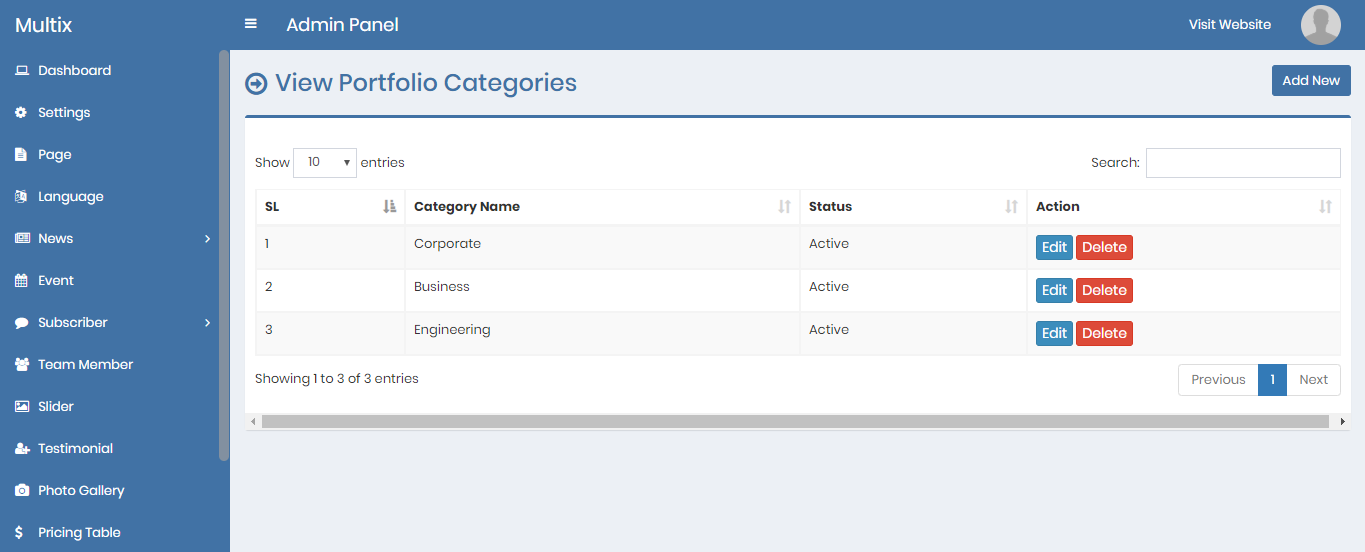 Multix
Admin Panel
Visit Website
Dashboard
Settings
Page
Language
News
Event
Subscriber
Team Member
Slider
Testimonial
Photo Gallery
Pricing Table
View Portfolio Categories
Add New
Show 10 entries
Search:
SL Category Name Status Action
1 Corporate Active Edit Delete
2 Business Active Edit Delete
3 Engineering Active Edit Delete
Showing 1 to 3 of 3 entries
Previous 1 Next